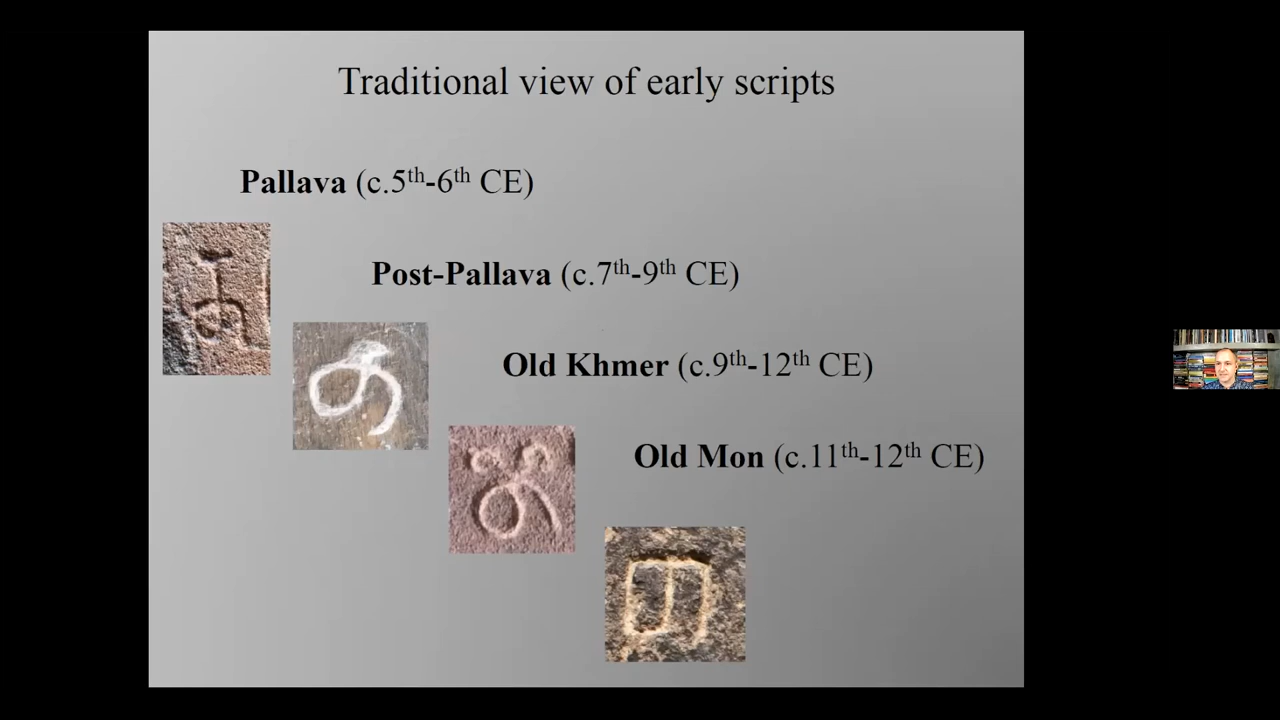 Traditional view of early scripts
Pallava (c.5th-6th CE)
Post-Pallava (c.7th-9th CE)
Old Khmer (c.9th-12th CE)
Old Mon (c.11th-12th CE)